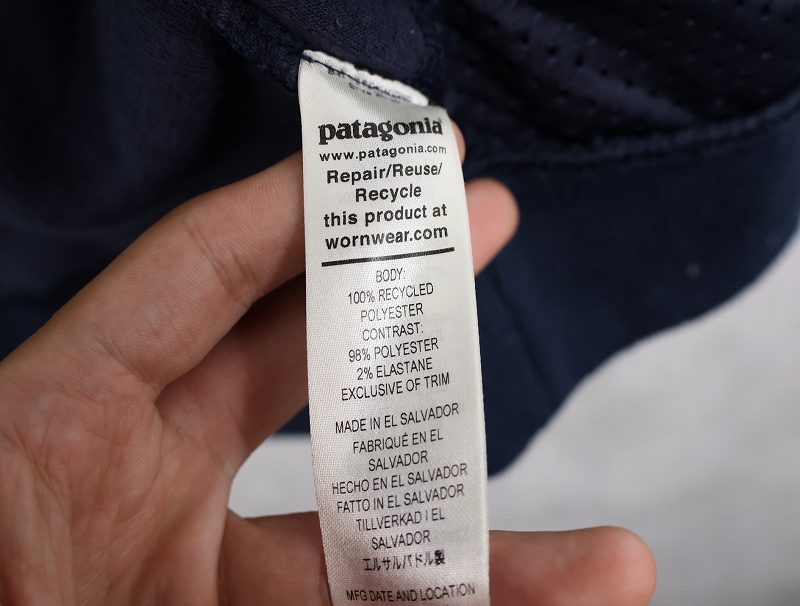 patagonia
www.patagonia.com
Repair/Reuse/
Recycle
this product at
wornwear.com
BODY:
100% RECYCLED
POLYESTER
CONTRAST:
98% POLYESTER
2% ELASTANE
EXCLUSIVE OF TRIM
MADE IN EL SALVADOR
FABRIQUÉ EN EL
SALVADOR
HECHO EN EL SALVADOR
FATTO IN EL SALVADOR
TILLVERKAD I EL
SALVADOR
エルサルバドル製
MFG DATE AND LOCATION